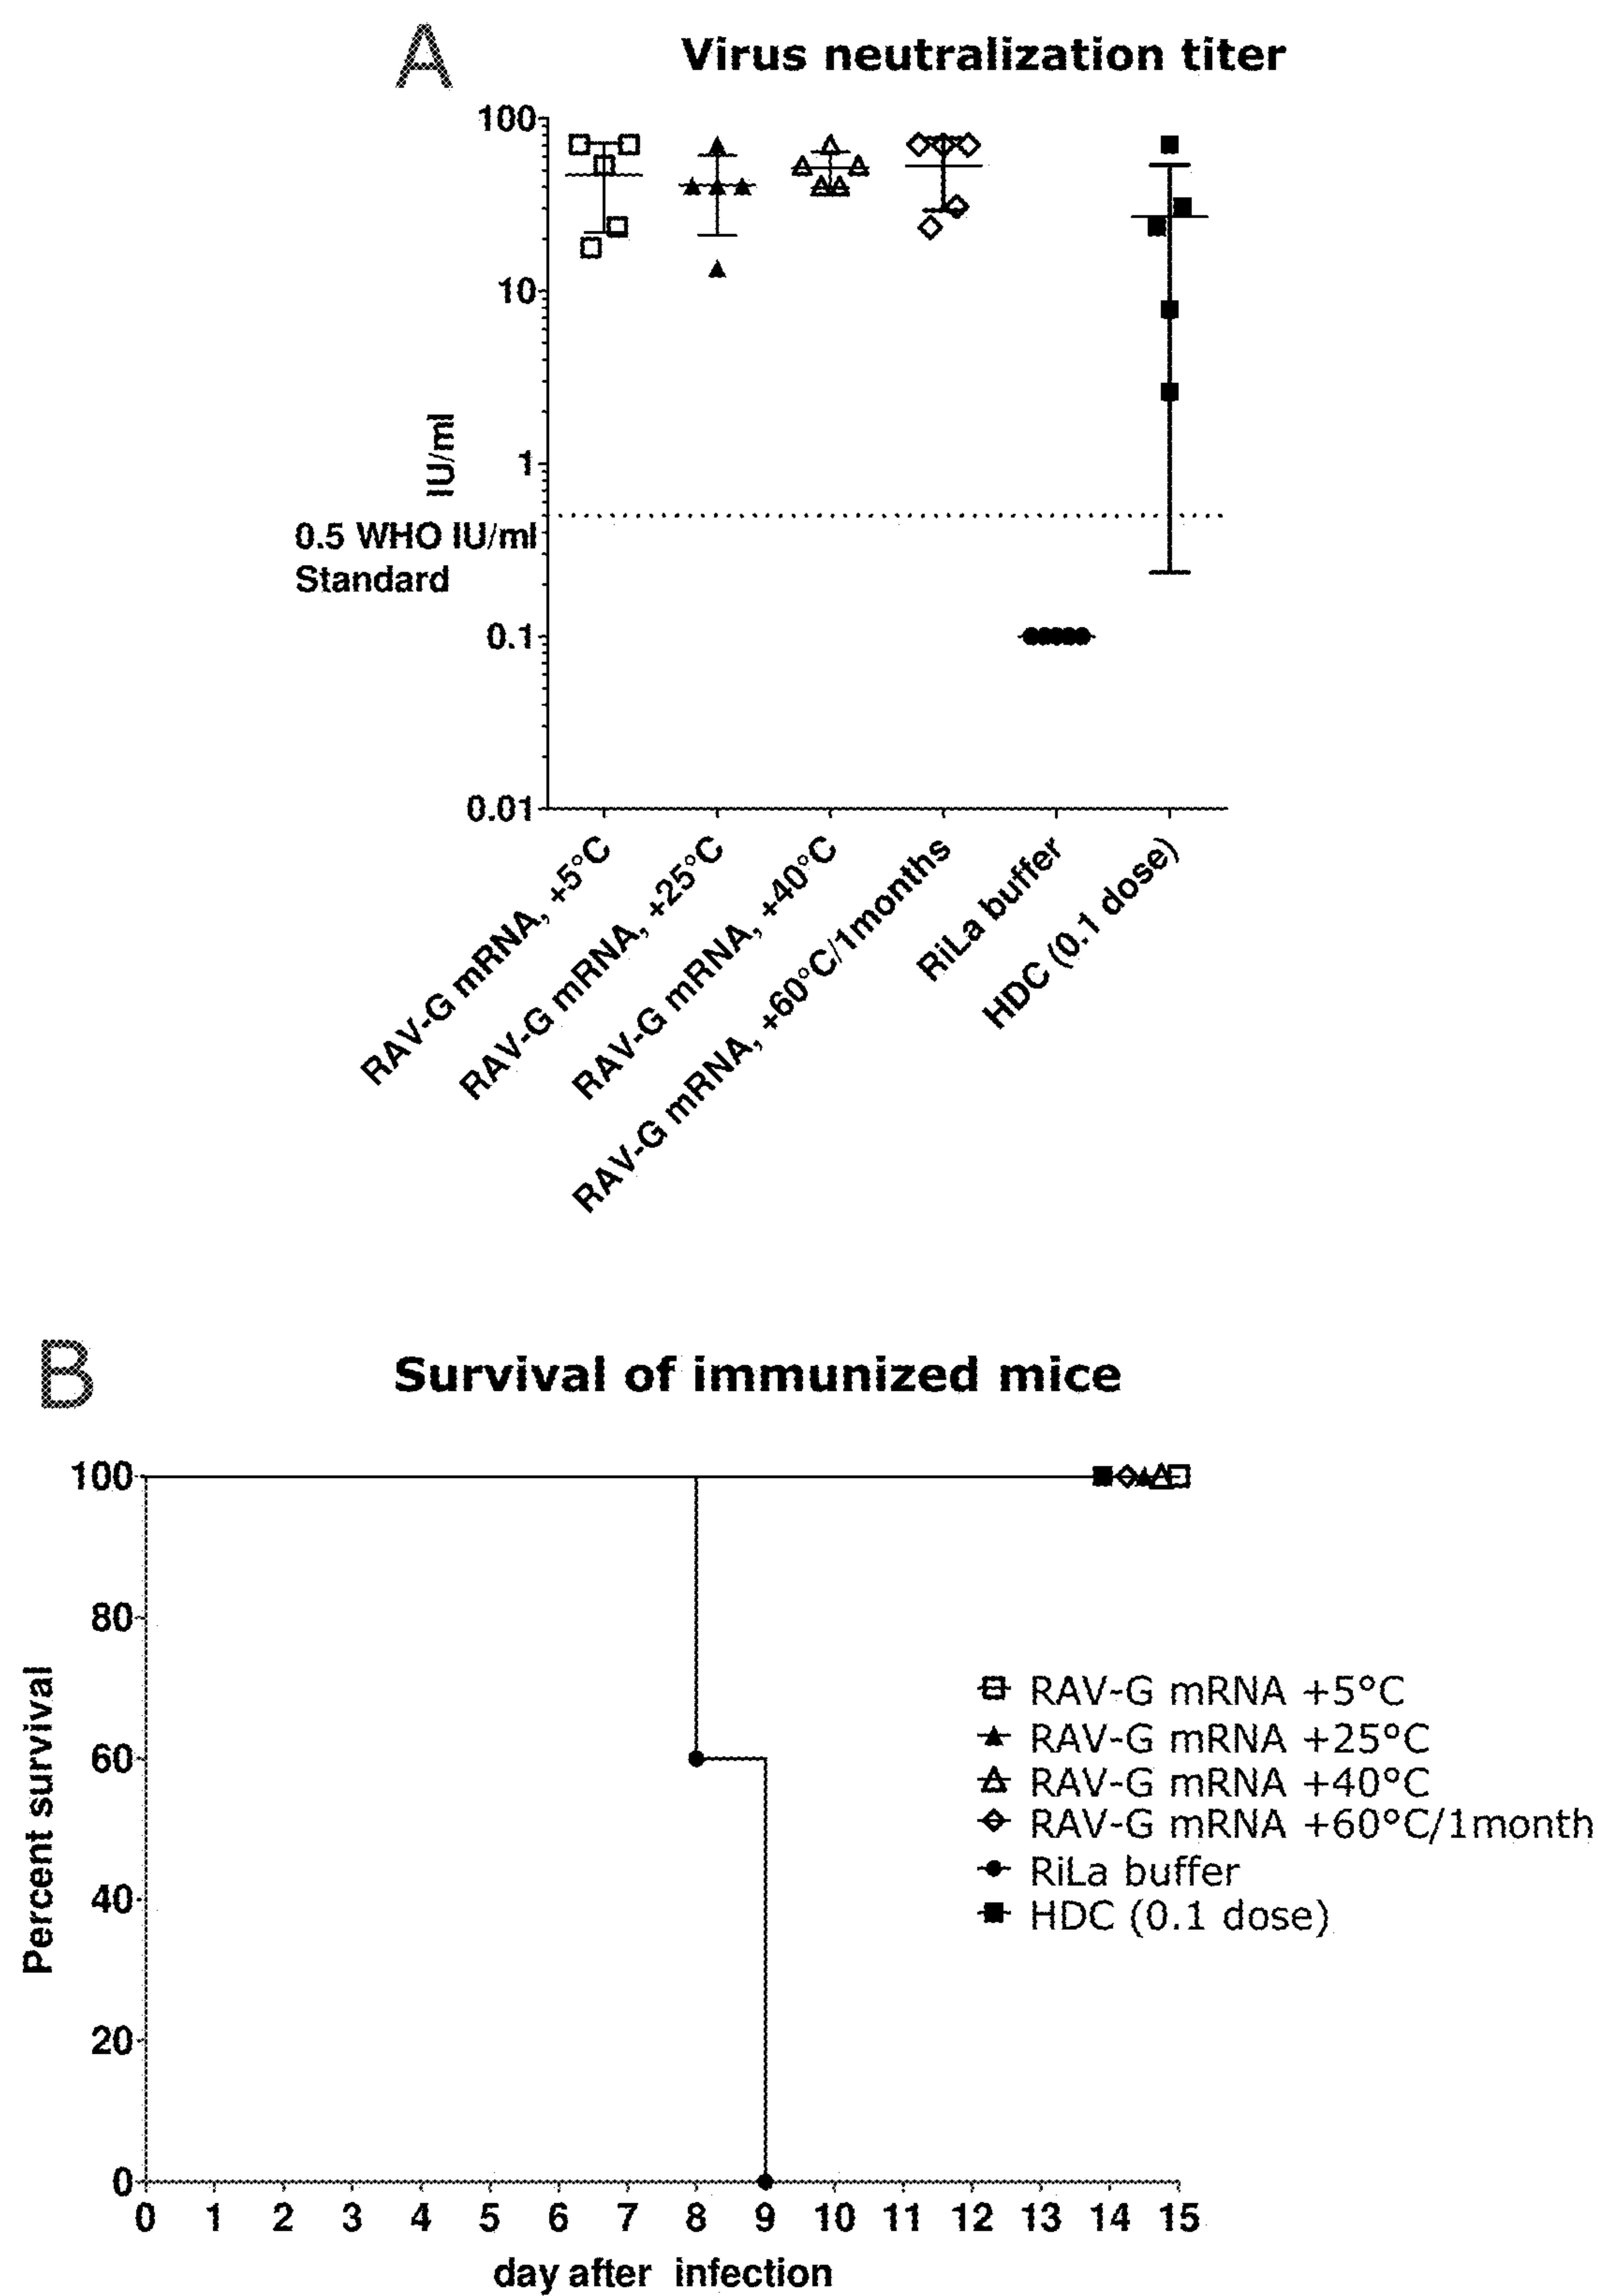 A
Virus neutralization titer
100
10
1
0.1
0.01
IU/ml
0.5 WHO IU/ml
Standard
RAV-G mRNA, +5°C
RAV-G mRNA, +25°C
RAV-G mRNA, +40°C
RAV-G mRNA, +60°C/1months
RiLa buffer
HDC (0.1 dose)
B
Survival of immunized mice
100
80
60
40
20
0
Percent survival
RAV-G mRNA +5°C
RAV-G mRNA +25°C
RAV-G mRNA +40°C
RAV-G mRNA +60°C/1month
RiLa buffer
HDC (0.1 dose)
0 1 2 3 4 5 6 7 8 9 10 11 12 13 14 15
day after infection